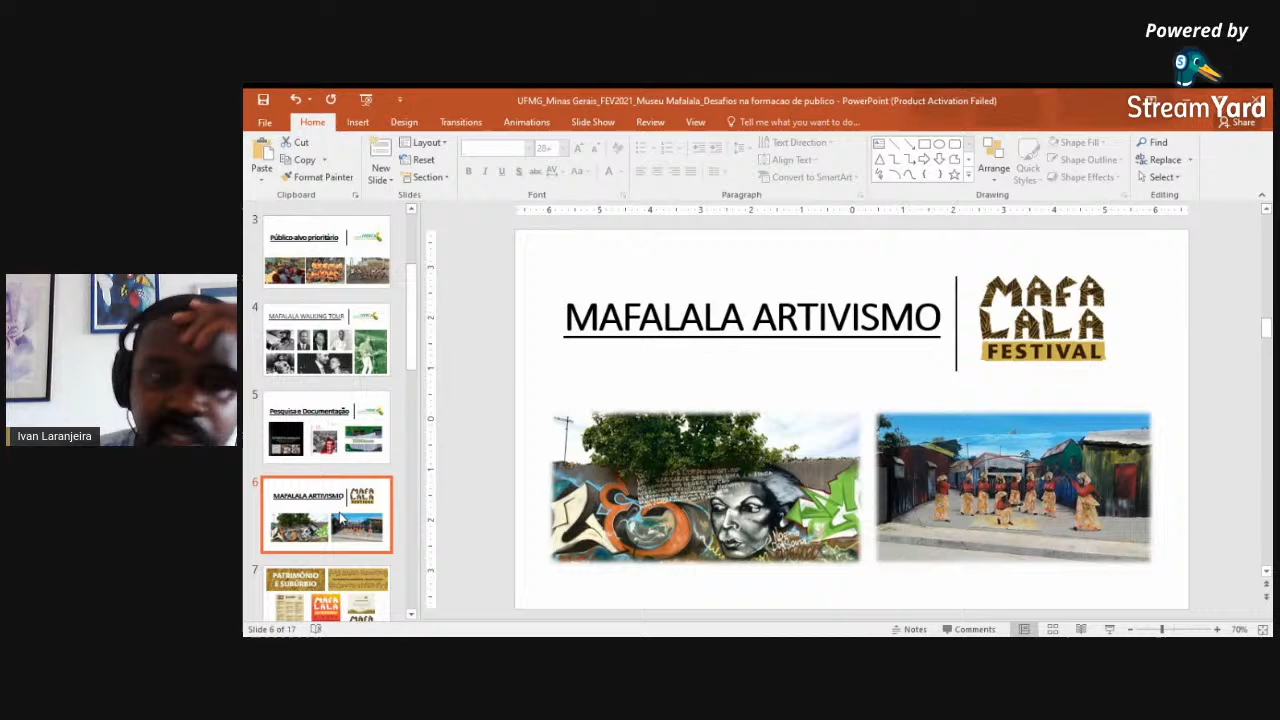 Powered by
StreamYard
UFMG_Minas Gerais_FEV2021_Museu Mafalala_Desafios na formacao de publico - PowerPoint (Product Activation Failed)
File Home Insert Design Transitions Animations Slide Show Review View Tell me what you want to do... Share
Paste
Cut
Copy
Format Painter
Clipboard
New Slide
Layout
Reset
Section
Slides
28+
Font
Text Direction
Align Text
Convert to SmartArt
Paragraph
Arrange
Quick Styles
Shape Fill
Shape Outline
Shape Effects
Drawing
Find
Replace
Select
Editing
3
Público-alvo prioritário
4
MAFALALA WALKING TOUR
5
Pesquisa e Documentação
6
MAFALALA ARTIVISMO
MAFALALA FESTIVAL
7
PATRIMÓNIO E SUBÚRBIO
MAFALALA ARTIVISMO
MAFA
LALA
FESTIVAL
Ivan Laranjeira
Slide 6 of 17
Notes
Comments
70%